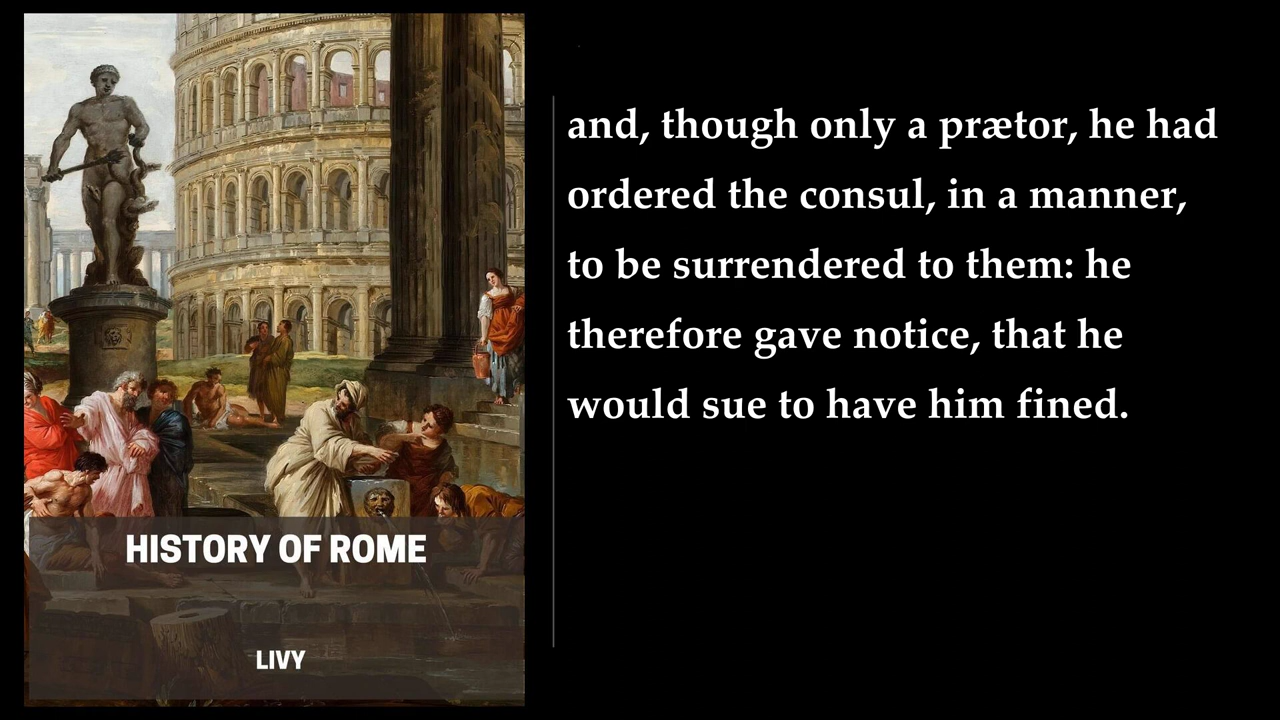 and, though only a prætor, he had
ordered the consul, in a manner,
to be surrendered to them: he
therefore gave notice, that he
would sue to have him fined.
HISTORY OF ROME
LIVY